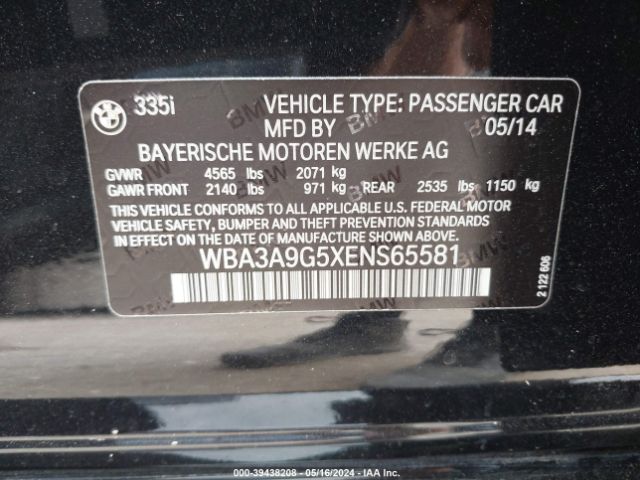 BMW 335i VEHICLE TYPE: PASSENGER CAR
MFD BY 05/14
BAYERISCHE MOTOREN WERKE AG
GVWR 4565 lbs 2071 kg
GAWR FRONT 2140 lbs 971 kg - REAR 2535 lbs 1150 kg
THIS VEHICLE CONFORMS TO ALL APPLICABLE U.S. FEDERAL MOTOR
VEHICLE SAFETY, BUMPER, AND THEFT PREVENTION STANDARDS
IN EFFECT ON THE DATE OF MANUFACTURE SHOWN ABOVE.
WBA3A9G5XENS65581
2 122 606
000-39438208 - 05/16/2024 - IAA Inc.